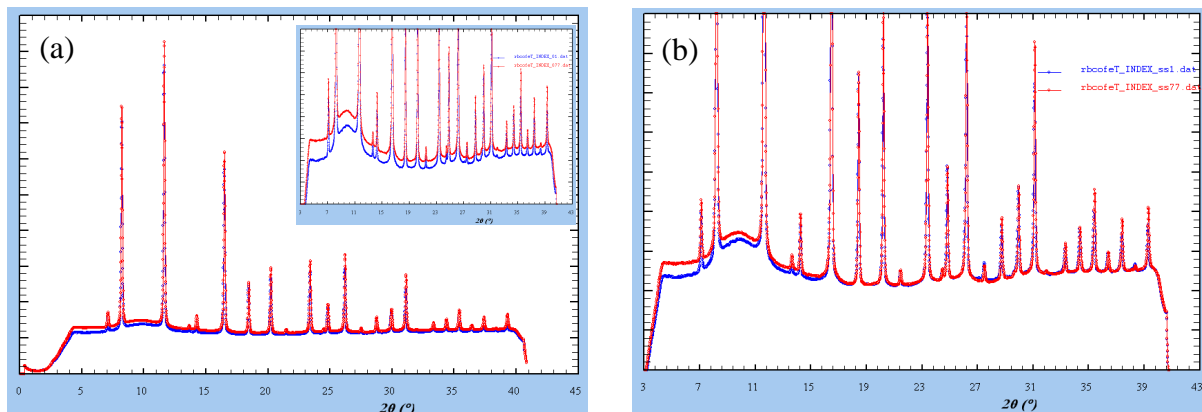 (a)
rbcofeT_INDEX_01.dat
rbcofeT_INDEX_077.dat
3 7 11 15 19 23 27 31 35 39 43
2θ (°)
0 5 10 15 20 25 30 35 40 45
2θ (°)
(b)
rbcofeT_INDEX_ss1.dat
rbcofeT_INDEX_ss77.dat
3 7 11 15 19 23 27 31 35 39 43
2θ (°)